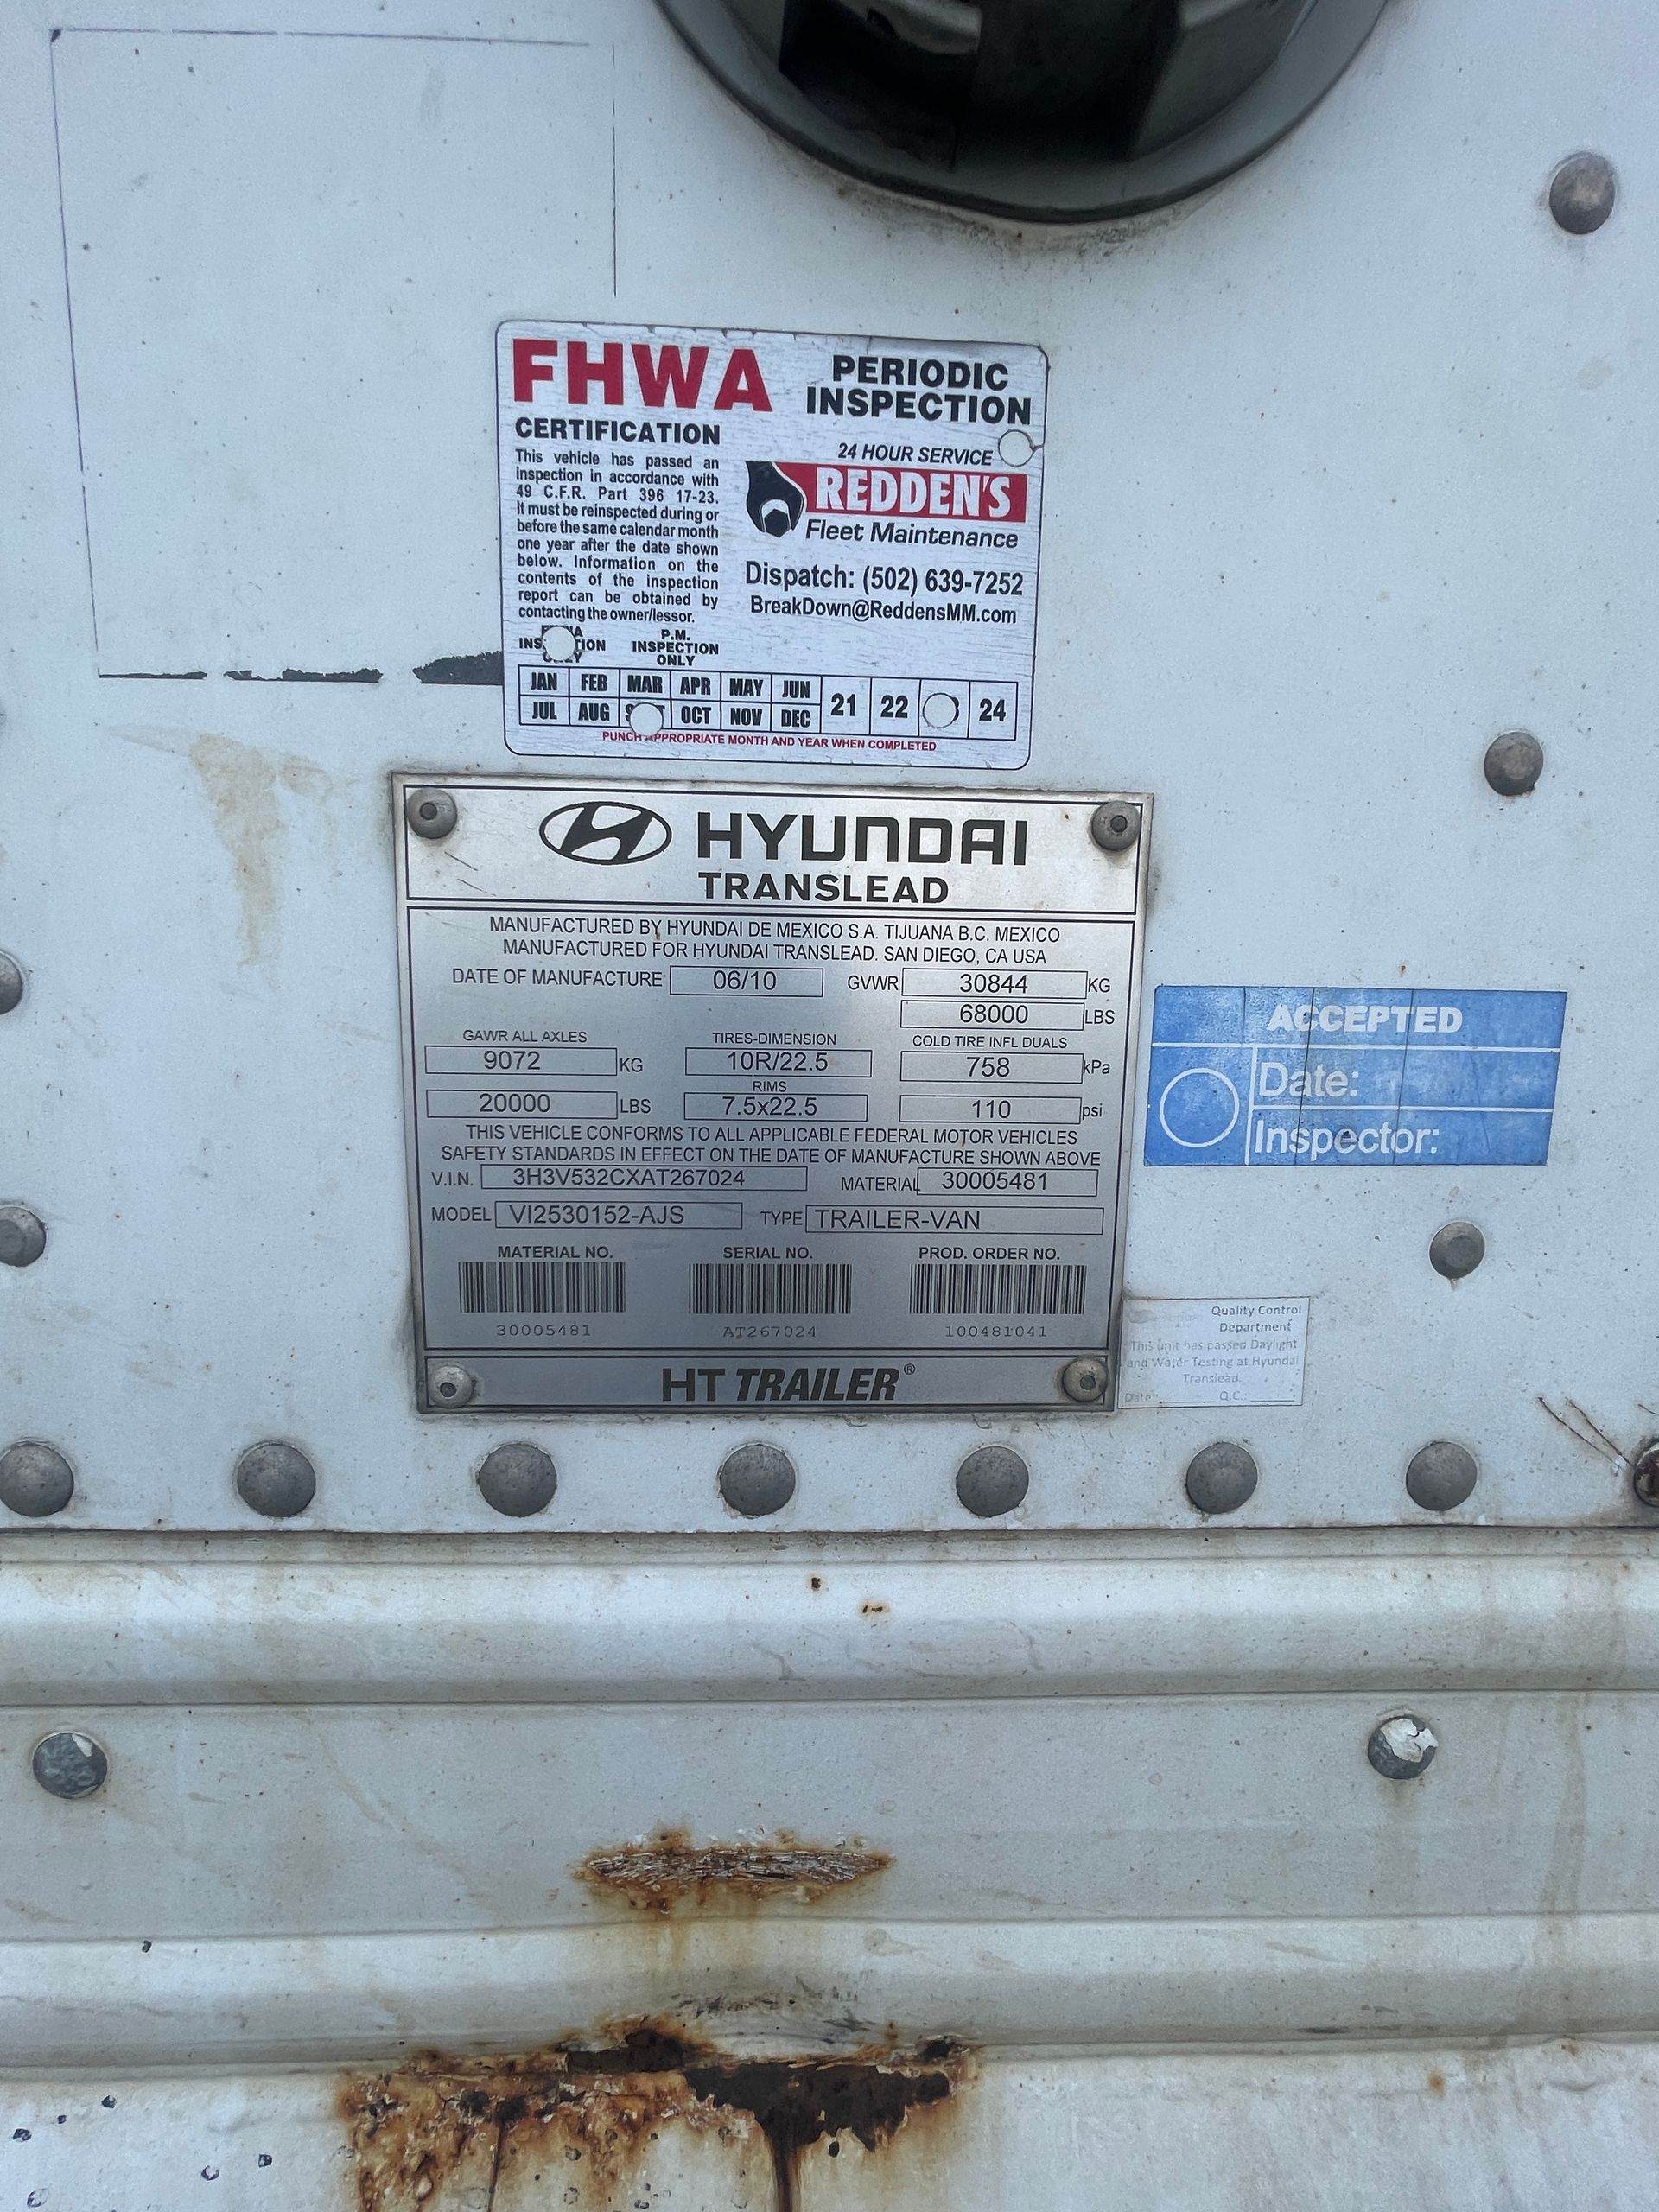 FHWA
PERIODIC
INSPECTION
CERTIFICATION
This vehicle has passed an
inspection in accordance with
49 C.F.R. Part 396 17-23.
It must be reinspected during or
before the same calendar month
one year after the date shown
below. Information on the
contents of the inspection
report can be obtained by
contacting the owner/lessor.
24 HOUR SERVICE
REDDEN'S
Fleet Maintenance
Dispatch: (502) 639-7252
BreakDown@ReddensMM.com
P.M.
INSPECTION
ONLY
JAN FEB MAR APR MAY JUN
JUL AUG OCT NOV DEC
21 22 24
PUNCH APPROPRIATE MONTH AND YEAR WHEN COMPLETED
HYUNDAI
TRANSLEAD
MANUFACTURED BY HYUNDAI DE MEXICO S.A. TIJUANA B.C. MEXICO
MANUFACTURED FOR HYUNDAI TRANSLEAD. SAN DIEGO, CA USA
DATE OF MANUFACTURE 06/10 GVWR 30844 KG
68000 LBS
GAWR ALL AXLES TIRES-DIMENSION COLD TIRE INFL DUALS
9072 KG 10R/22.5 758 kPa
RIMS
20000 LBS 7.5x22.5 110 psi
THIS VEHICLE CONFORMS TO ALL APPLICABLE FEDERAL MOTOR VEHICLES
SAFETY STANDARDS IN EFFECT ON THE DATE OF MANUFACTURE SHOWN ABOVE
V.I.N. 3H3V532CXAT267024 MATERIAL 30005481
MODEL VI2530152-AJS TYPE TRAILER-VAN
MATERIAL NO. SERIAL NO. PROD. ORDER NO.
30005481 AT267024 100481041
HT TRAILER®
ACCEPTED
Date:
Inspector:
Quality Control
Department
This unit has passed Daylight
and Water Testing at Hyundai
Translead.
Date: Q.C.: